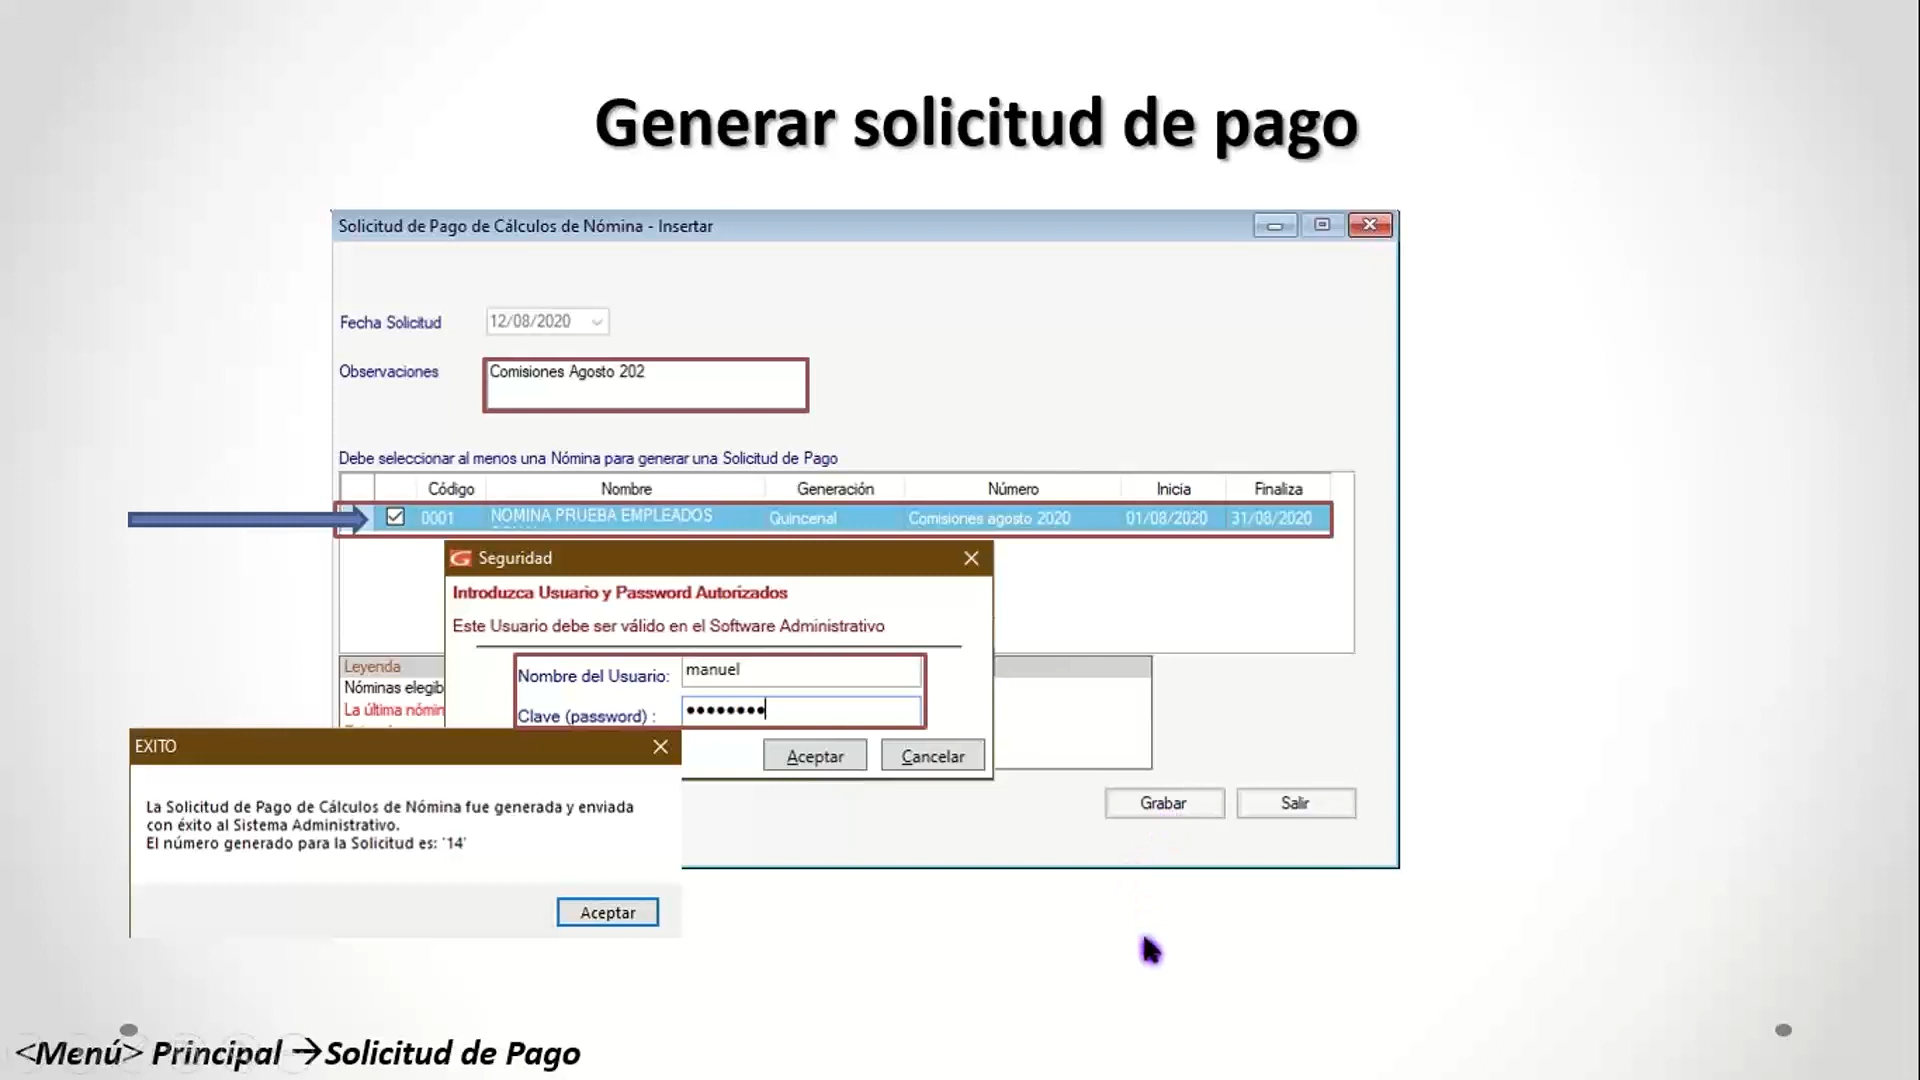 Generar solicitud de pago
Solicitud de Pago de Cálculos de Nómina - Insertar
Fecha Solicitud 12/08/2020
Observaciones Comisiones Agosto 202
Debe seleccionar al menos una Nómina para generar una Solicitud de Pago
Código Nombre Generación Número Inicia Finaliza
0001 NOMINA PRUEBA EMPLEADOS Quincenal Comisiones agosto 2020 01/08/2020 31/08/2020
Seguridad
Introduzca Usuario y Password Autorizados
Este Usuario debe ser válido en el Software Administrativo
Nombre del Usuario: manuel
Clave (password) : ••••••••
Aceptar Cancelar
Leyenda
Nóminas elegib
La última nómin
Grabar Salir
EXITO
La Solicitud de Pago de Cálculos de Nómina fue generada y enviada
con éxito al Sistema Administrativo.
El número generado para la Solicitud es: '14'
Aceptar
<Menú> Principal →Solicitud de Pago